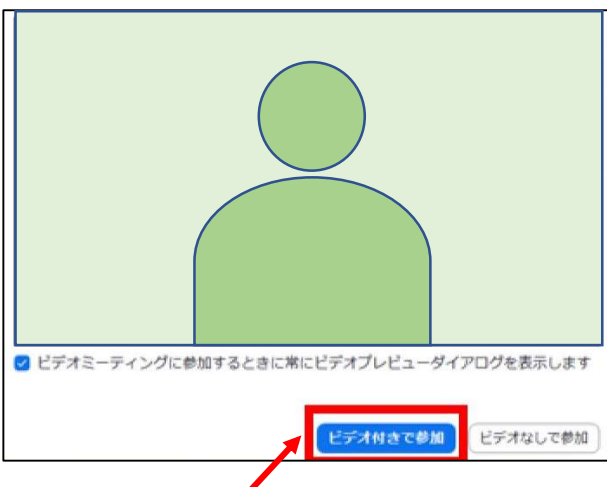 ビデオミーティングに参加するときに常にビデオプレビューダイアログを表示します
ビデオ付きで参加
ビデオなしで参加